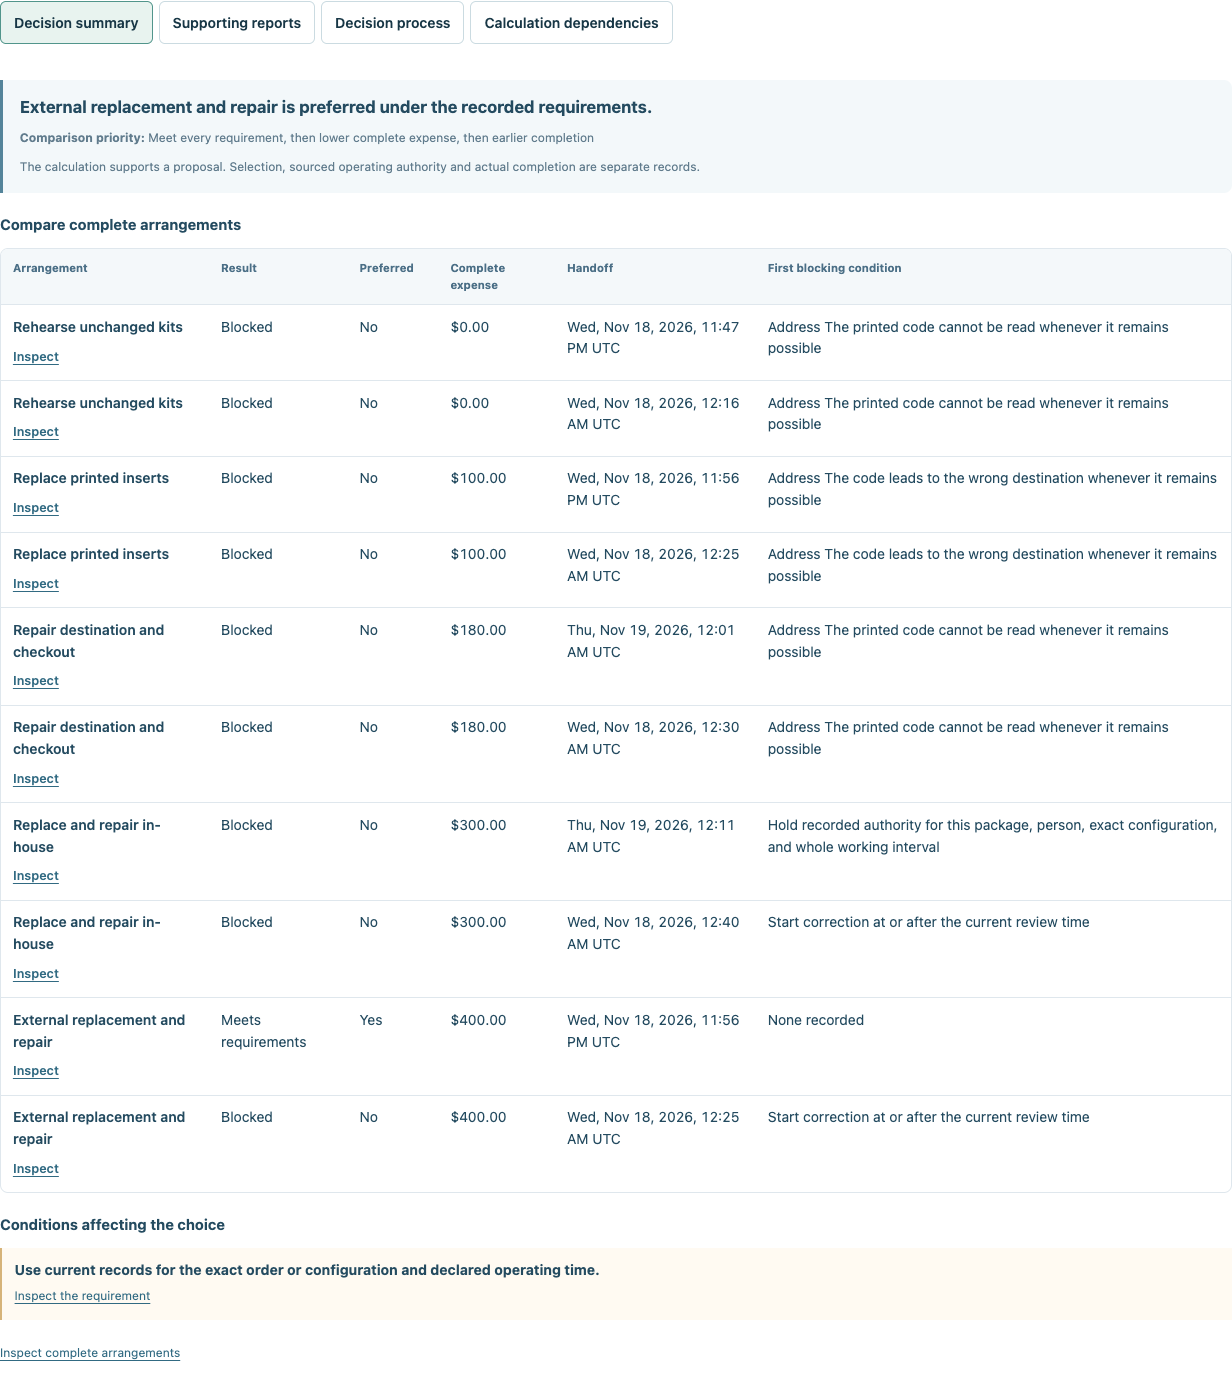 Decision summary
Supporting reports
Decision process
Calculation dependencies
External replacement and repair is preferred under the recorded requirements.
Comparison priority: Meet every requirement, then lower complete expense, then earlier completion
The calculation supports a proposal. Selection, sourced operating authority and actual completion are separate records.
Compare complete arrangements
Arrangement
Result
Preferred
Complete
expense
Handoff
First blocking condition
Rehearse unchanged kits
Inspect
Blocked
No
$0.00
Wed, Nov 18, 2026, 11:47
PM UTC
Address The printed code cannot be read whenever it remains
possible
Rehearse unchanged kits
Inspect
Blocked
No
$0.00
Wed, Nov 18, 2026, 12:16
AM UTC
Address The printed code cannot be read whenever it remains
possible
Replace printed inserts
Inspect
Blocked
No
$100.00
Wed, Nov 18, 2026, 11:56
PM UTC
Address The code leads to the wrong destination whenever it remains
possible
Replace printed inserts
Inspect
Blocked
No
$100.00
Wed, Nov 18, 2026, 12:25
AM UTC
Address The code leads to the wrong destination whenever it remains
possible
Repair destination and
checkout
Inspect
Blocked
No
$180.00
Thu, Nov 19, 2026, 12:01
AM UTC
Address The printed code cannot be read whenever it remains
possible
Repair destination and
checkout
Inspect
Blocked
No
$180.00
Wed, Nov 18, 2026, 12:30
AM UTC
Address The printed code cannot be read whenever it remains
possible
Replace and repair in-
house
Inspect
Blocked
No
$300.00
Thu, Nov 19, 2026, 12:11
AM UTC
Hold recorded authority for this package, person, exact configuration,
and whole working interval
Replace and repair in-
house
Inspect
Blocked
No
$300.00
Wed, Nov 18, 2026, 12:40
AM UTC
Start correction at or after the current review time
External replacement and
repair
Inspect
Meets
requirements
Yes
$400.00
Wed, Nov 18, 2026, 11:56
PM UTC
None recorded
External replacement and
repair
Inspect
Blocked
No
$400.00
Wed, Nov 18, 2026, 12:25
AM UTC
Start correction at or after the current review time
Conditions affecting the choice
Use current records for the exact order or configuration and declared operating time.
Inspect the requirement
Inspect complete arrangements